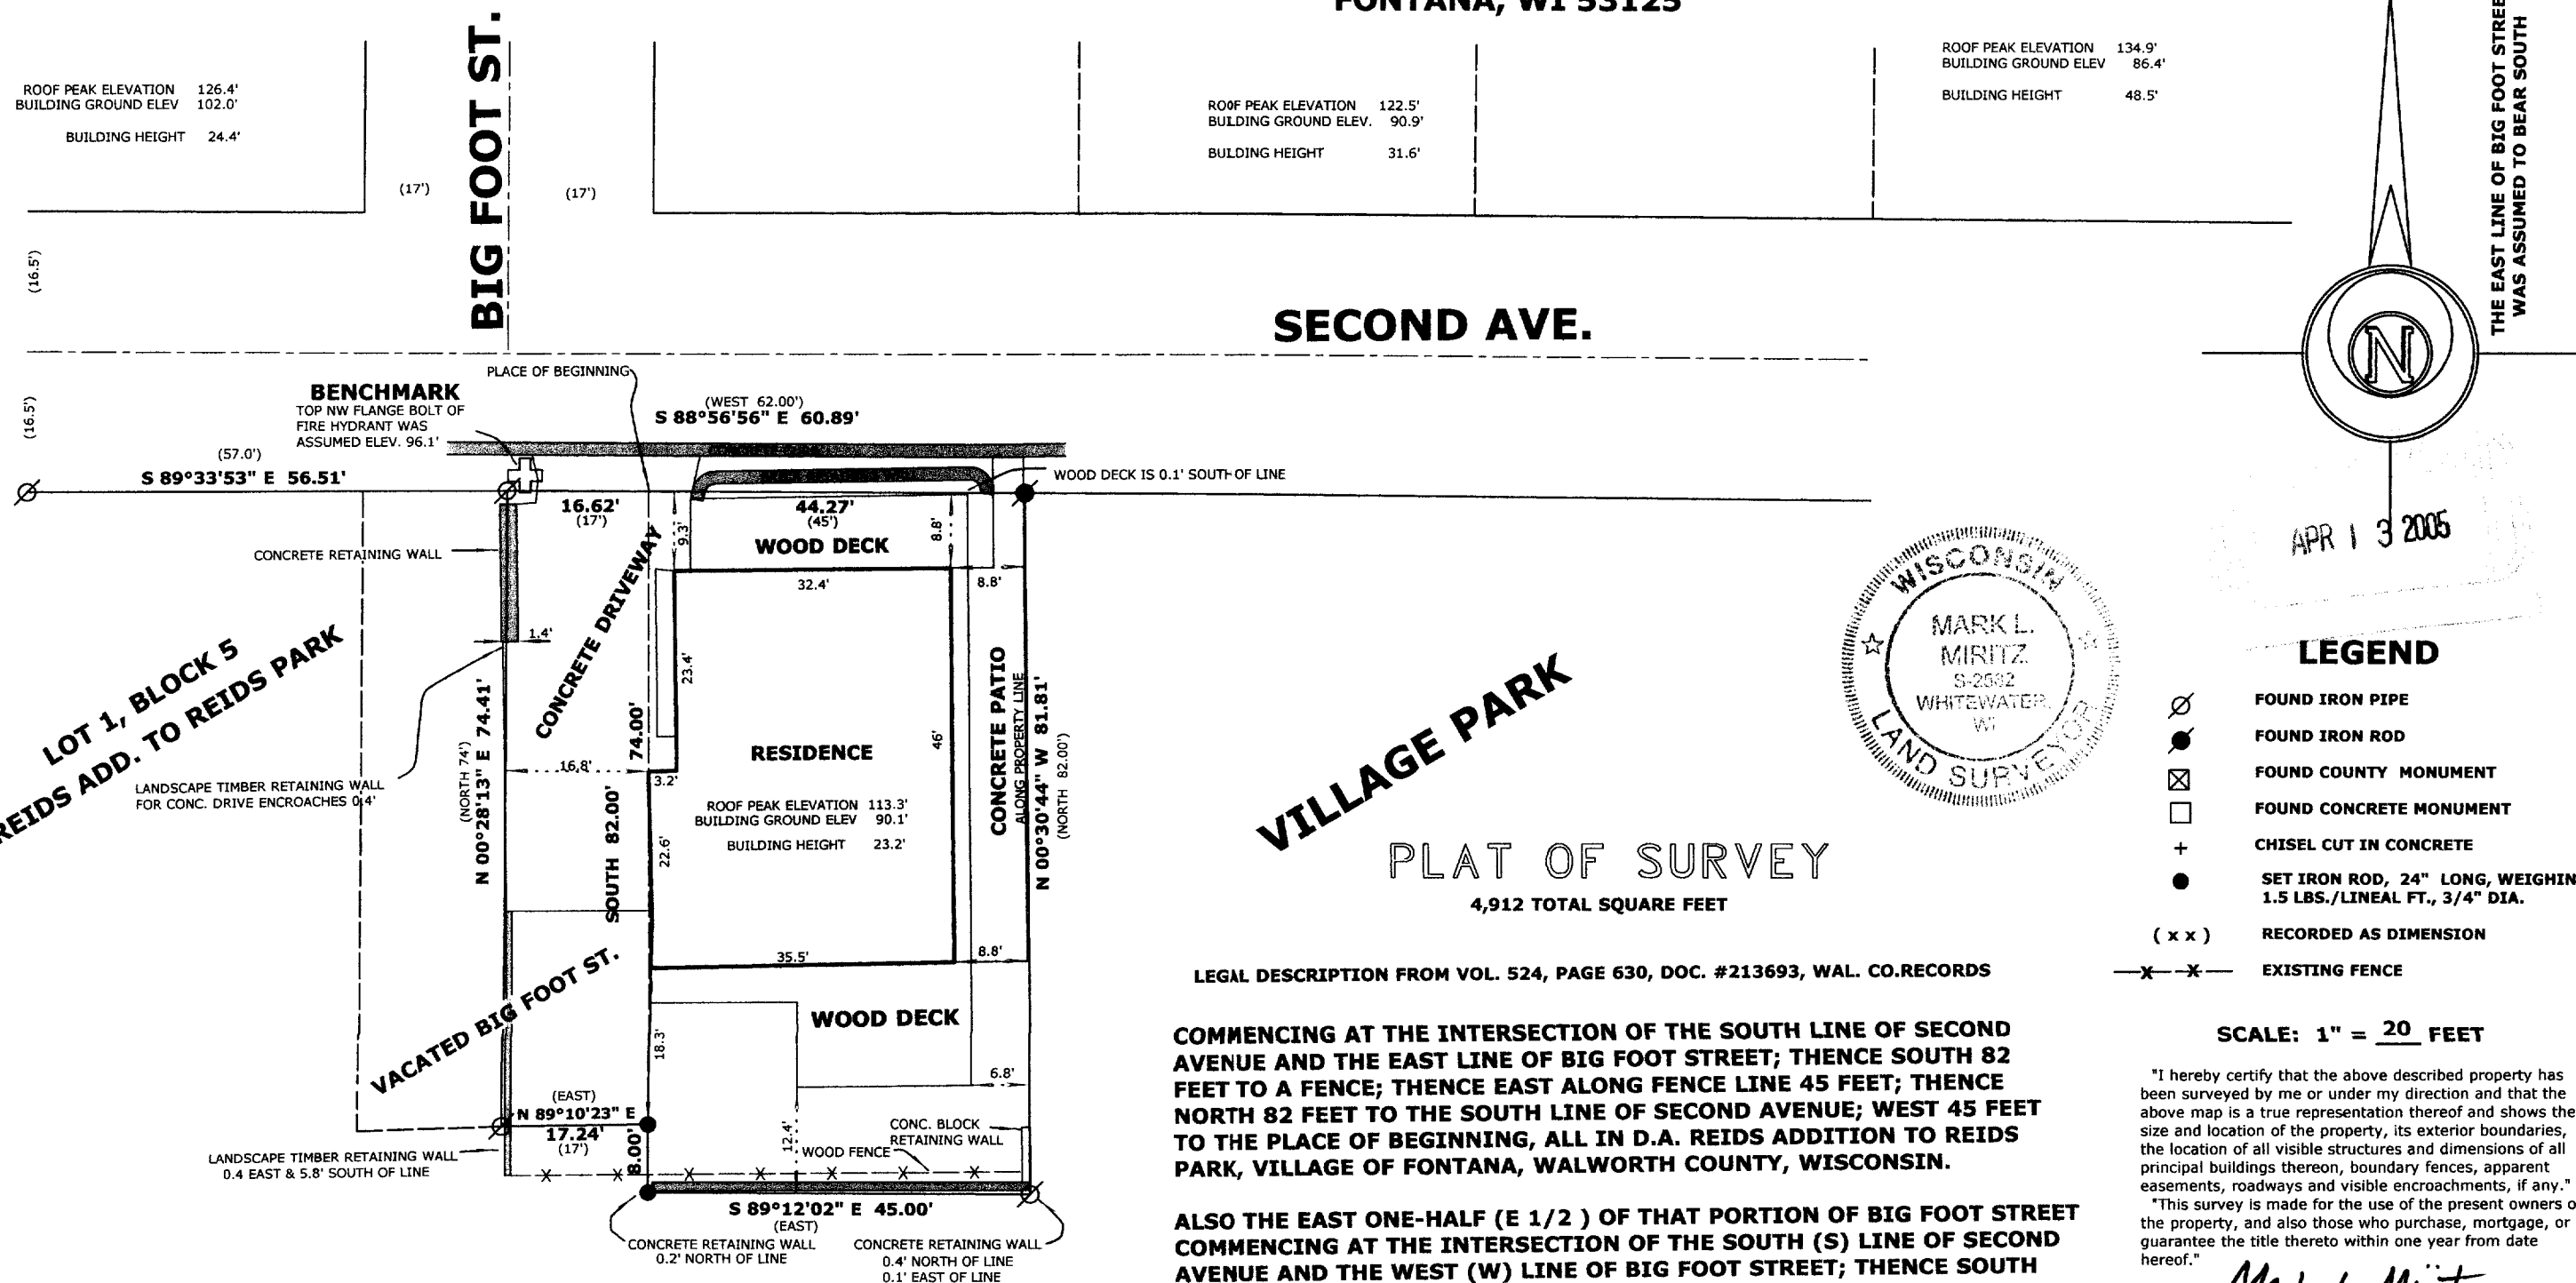 FONTANA, WI 53125
ROOF PEAK ELEVATION 126.4'
BUILDING GROUND ELEV 102.0'
BUILDING HEIGHT 24.4'
BIG FOOT ST.
(17')
(17')
ROOF PEAK ELEVATION 122.5'
BUILDING GROUND ELEV. 90.9'
BUILDING HEIGHT 31.6'
ROOF PEAK ELEVATION 134.9'
BUILDING GROUND ELEV 86.4'
BUILDING HEIGHT 48.5'
THE EAST LINE OF BIG FOOT STREE
WAS ASSUMED TO BEAR SOUTH
N
(16.5')
SECOND AVE.
(16.5')
PLACE OF BEGINNING
BENCHMARK
TOP NW FLANGE BOLT OF
FIRE HYDRANT WAS
ASSUMED ELEV. 96.1'
(WEST 62.00')
S 88°56'56" E 60.89'
(57.0')
S 89°33'53" E 56.51'
WOOD DECK IS 0.1' SOUTH OF LINE
16.62'
(17')
44.27'
(45')
9.3'
8.8'
WOOD DECK
CONCRETE RETAINING WALL
32.4'
8.8'
1.4'
CONCRETE DRIVEWAY
23.4'
LOT 1, BLOCK 5
REIDS ADD. TO REIDS PARK
N 00°28'13" E 74.41'
(NORTH 74')
LANDSCAPE TIMBER RETAINING WALL
FOR CONC. DRIVE ENCROACHES 0.4'
74.00'
16.8'
3.2'
RESIDENCE
46'
CONCRETE PATIO
ALONG PROPERTY LINE
N 00°30'44" W 81.81'
(NORTH 82.00')
ROOF PEAK ELEVATION 113.3'
BUILDING GROUND ELEV 90.1'
BUILDING HEIGHT 23.2'
SOUTH 82.00'
22.6'
35.5'
8.8'
VACATED BIG FOOT ST.
WOOD DECK
18.3'
6.8'
(EAST)
N 89°10'23" E
17.24'
(17')
8.00'
12.4'
CONC. BLOCK
RETAINING WALL
WOOD FENCE
LANDSCAPE TIMBER RETAINING WALL
0.4 EAST & 5.8' SOUTH OF LINE
S 89°12'02" E 45.00'
(EAST)
CONCRETE RETAINING WALL
0.2' NORTH OF LINE
CONCRETE RETAINING WALL
0.4' NORTH OF LINE
0.1' EAST OF LINE
VILLAGE PARK
PLAT OF SURVEY
4,912 TOTAL SQUARE FEET
LEGAL DESCRIPTION FROM VOL. 524, PAGE 630, DOC. #213693, WAL. CO.RECORDS
COMMENCING AT THE INTERSECTION OF THE SOUTH LINE OF SECOND
AVENUE AND THE EAST LINE OF BIG FOOT STREET; THENCE SOUTH 82
FEET TO A FENCE; THENCE EAST ALONG FENCE LINE 45 FEET; THENCE
NORTH 82 FEET TO THE SOUTH LINE OF SECOND AVENUE; WEST 45 FEET
TO THE PLACE OF BEGINNING, ALL IN D.A. REIDS ADDITION TO REIDS
PARK, VILLAGE OF FONTANA, WALWORTH COUNTY, WISCONSIN.
ALSO THE EAST ONE-HALF (E 1/2 ) OF THAT PORTION OF BIG FOOT STREET
COMMENCING AT THE INTERSECTION OF THE SOUTH (S) LINE OF SECOND
AVENUE AND THE WEST (W) LINE OF BIG FOOT STREET; THENCE SOUTH
WISCONSIN
MARK L.
MIRITZ
WHITEWATER,
WI
LAND SURVEYOR
APR 13 2005
LEGEND
FOUND IRON PIPE
FOUND IRON ROD
FOUND COUNTY MONUMENT
FOUND CONCRETE MONUMENT
+ CHISEL CUT IN CONCRETE
SET IRON ROD, 24" LONG, WEIGHIN
1.5 LBS./LINEAL FT., 3/4" DIA.
( x x ) RECORDED AS DIMENSION
—x—x— EXISTING FENCE
SCALE: 1" = 20 FEET
"I hereby certify that the above described property has
been surveyed by me or under my direction and that the
above map is a true representation thereof and shows the
size and location of the property, its exterior boundaries,
the location of all visible structures and dimensions of all
principal buildings thereon, boundary fences, apparent
easements, roadways and visible encroachments, if any."
"This survey is made for the use of the present owners o
the property, and also those who purchase, mortgage, or
guarantee the title thereto within one year from date
hereof."